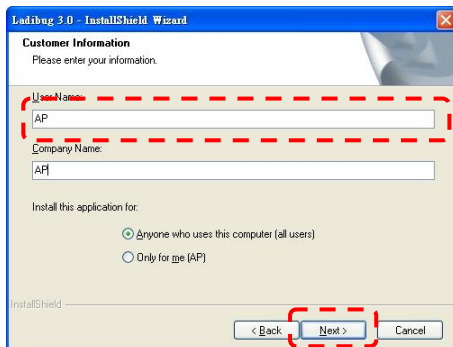 Ladibug 3.0 - InstallShield Wizard
Customer Information
Please enter your information.
User Name:
AP
Company Name:
AP
Install this application for:
Anyone who uses this computer (all users)
Only for me (AP)
InstallShield
< Back Next > Cancel